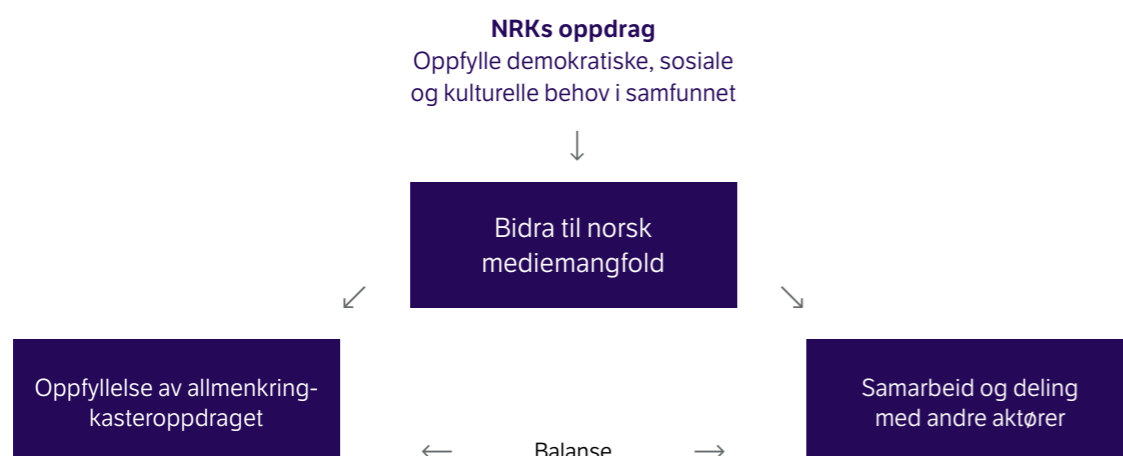 NRKs oppdrag
Oppfylle demokratiske, sosiale
og kulturelle behov i samfunnet
↓
Bidra til norsk
mediemangfold
↙ ↘
Oppfyllelse av allmenkring-
kasteroppdraget
Samarbeid og deling
med andre aktører
← Balanse →